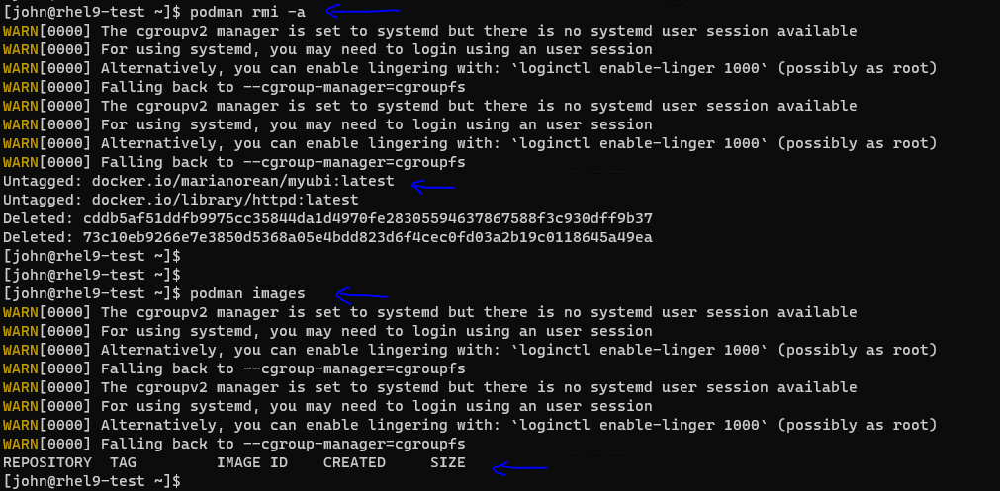 [john@rhel9-test ~]$ podman rmi -a
WARN[0000] The cgroupv2 manager is set to systemd but there is no systemd user session available
WARN[0000] For using systemd, you may need to login using an user session
WARN[0000] Alternatively, you can enable lingering with: `loginctl enable-linger 1000` (possibly as root)
WARN[0000] Falling back to --cgroup-manager=cgroupfs
WARN[0000] The cgroupv2 manager is set to systemd but there is no systemd user session available
WARN[0000] For using systemd, you may need to login using an user session
WARN[0000] Alternatively, you can enable lingering with: `loginctl enable-linger 1000` (possibly as root)
WARN[0000] Falling back to --cgroup-manager=cgroupfs
Untagged: docker.io/marianorean/myubi:latest
Untagged: docker.io/library/httpd:latest
Deleted: cddb5af51ddfb9975cc35844da1d4970fe28305594637867588f3c930dff9b37
Deleted: 73c10eb9266e7e3850d5368a05e4bdd823d6f4cec0fd03a2b19c0118645a49ea
[john@rhel9-test ~]$
[john@rhel9-test ~]$
[john@rhel9-test ~]$ podman images
WARN[0000] The cgroupv2 manager is set to systemd but there is no systemd user session available
WARN[0000] For using systemd, you may need to login using an user session
WARN[0000] Alternatively, you can enable lingering with: `loginctl enable-linger 1000` (possibly as root)
WARN[0000] Falling back to --cgroup-manager=cgroupfs
WARN[0000] The cgroupv2 manager is set to systemd but there is no systemd user session available
WARN[0000] For using systemd, you may need to login using an user session
WARN[0000] Alternatively, you can enable lingering with: `loginctl enable-linger 1000` (possibly as root)
WARN[0000] Falling back to --cgroup-manager=cgroupfs
REPOSITORY  TAG         IMAGE ID    CREATED     SIZE
[john@rhel9-test ~]$